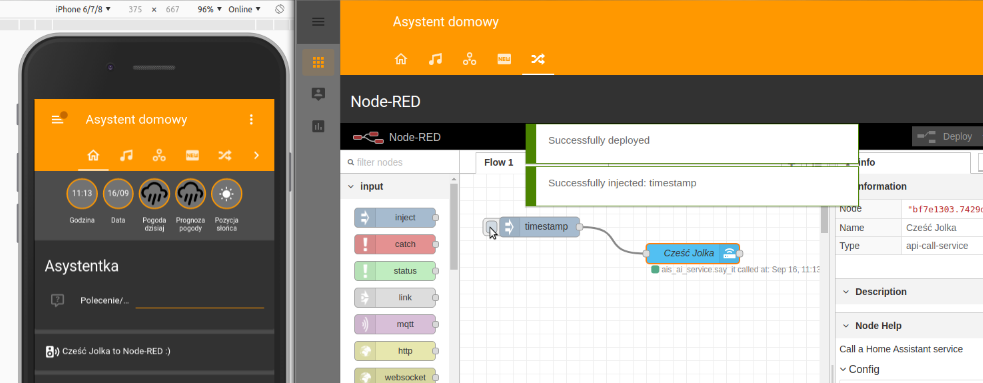 iPhone 6/7/8 ▼ 375 × 667 96% ▼ Online ▼
Asystent domowy
11:13
16/09
Godzina
Data
Pogoda
dzisiaj
Prognoza
pogody
Pozycja
słońca
Asystentka
Polecenie/...
Cześć Jolka to Node-RED :)
Asystent domowy
Node-RED
Node-RED
Deploy
filter nodes
Flow 1
Successfully deployed
Successfully injected: timestamp
input
inject
catch
status
link
mqtt
http
websocket
timestamp
Cześć Jolka
ais_ai_service.say_it called at: Sep 16, 11:13
info
Information
Node "bf7e1303.7429d
Name Cześć Jolka
Type api-call-service
Description
Node Help
Call a Home Assistant service
Config